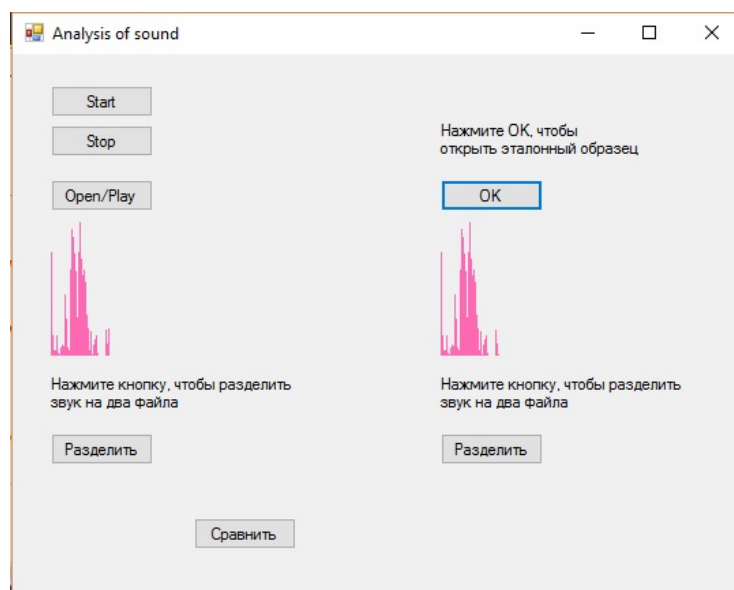 Analysis of sound
Start
Stop
Нажмите OK, чтобы
открыть эталонный образец
Open/Play
OK
Нажмите кнопку, чтобы разделить
звук на два файла
Нажмите кнопку, чтобы разделить
звук на два файла
Разделить
Разделить
Сравнить